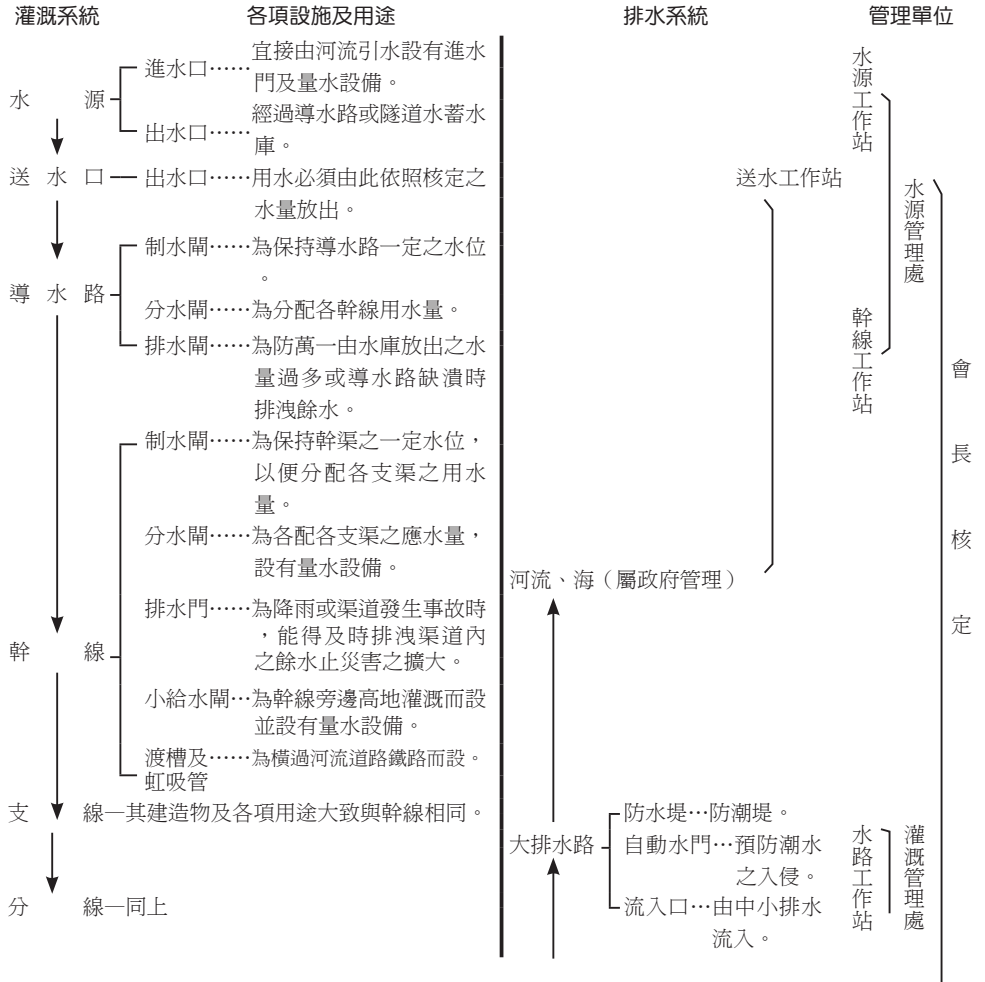 灌溉系統
各項設施及用途
排水系統
管理單位
水源
進水口……宜接由河流引水設有進水
門及量水設備。
出水口……經過導水路或隧道水蓄水
庫。
送水口
出水口……用水必須由此依照核定之
水量放出。
導水路
制水閘……為保持導水路一定之水位
。
分水閘……為分配各幹線用水量。
排水閘……為防萬一由水庫放出之水
量過多或導水路缺潰時
排洩餘水。
幹線
制水閘……為保持幹渠之一定水位，
以便分配各支渠之用水
量。
分水閘……為各配各支渠之應水量，
設有量水設備。
排水門……為降雨或渠道發生事故時
，能得及時排洩渠道內
之餘水止災害之擴大。
小給水閘…為幹線旁邊高地灌溉而設
並設有量水設備。
渡槽及……為橫過河流道路鐵路而設。
虹吸管
支線—其建造物及各項用途大致與幹線相同。
分線—同上
送水工作站
河流、海（屬政府管理）
大排水路
防水堤…防潮堤。
自動水門…預防潮水
之入侵。
流入口…由中小排水
流入。
水源工作站
幹線工作站
水源管理處
水路工作站
灌溉管理處
會長核定